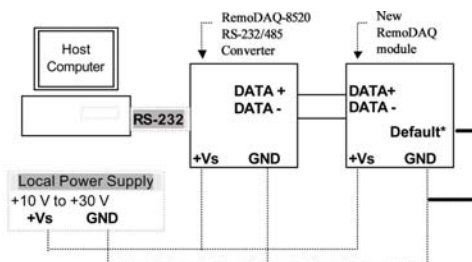 Host
Computer
RS-232
RemoDAQ-8520
RS-232/485
Converter
DATA +
DATA -
+Vs GND
New
RemoDAQ
module
DATA+
DATA -
Default*
+Vs GND
Local Power Supply
+10 V to +30 V
+Vs GND